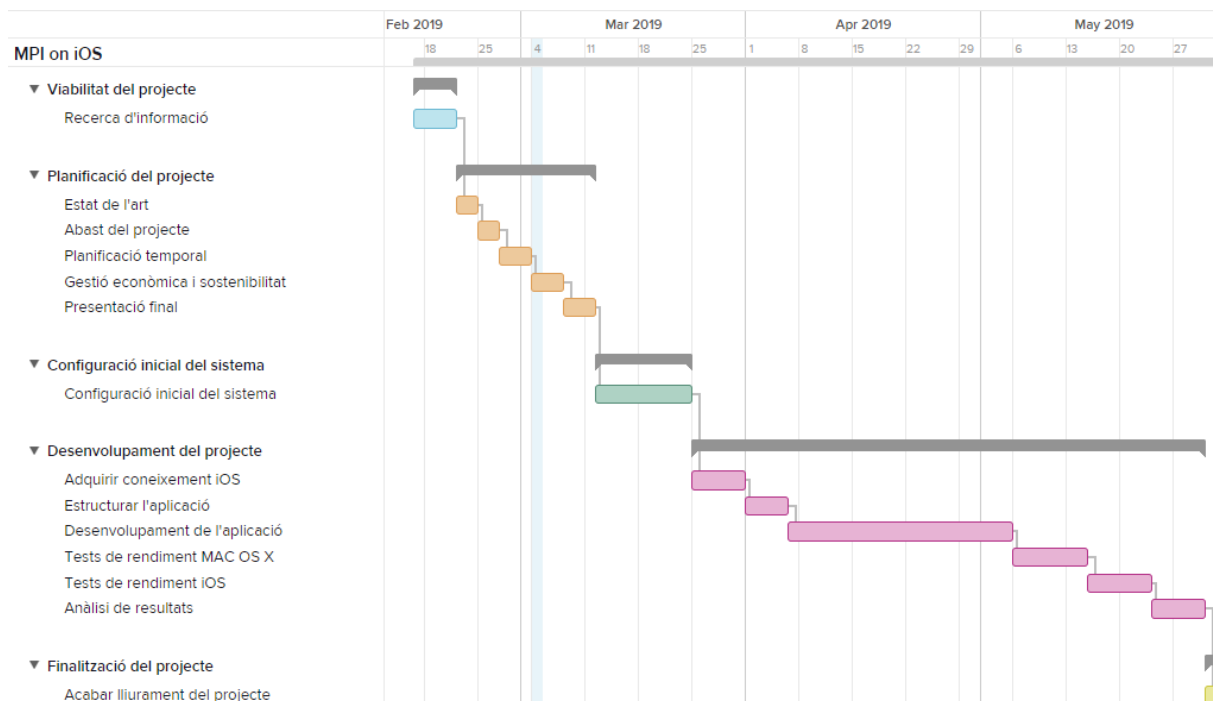 Feb 2019 Mar 2019 Apr 2019 May 2019
MPI on iOS 18 25 4 11 18 25 1 8 15 22 29 6 13 20 27
Viabilitat del projecte
Recerca d'informació
Planificació del projecte
Estat de l'art
Abast del projecte
Planificació temporal
Gestió econòmica i sostenibilitat
Presentació final
Configuració inicial del sistema
Configuració inicial del sistema
Desenvolupament del projecte
Adquirir coneixement iOS
Estructurar l'aplicació
Desenvolupament de l'aplicació
Tests de rendiment MAC OS X
Tests de rendiment iOS
Anàlisi de resultats
Finalització del projecte
Acabar lliurament del projecte